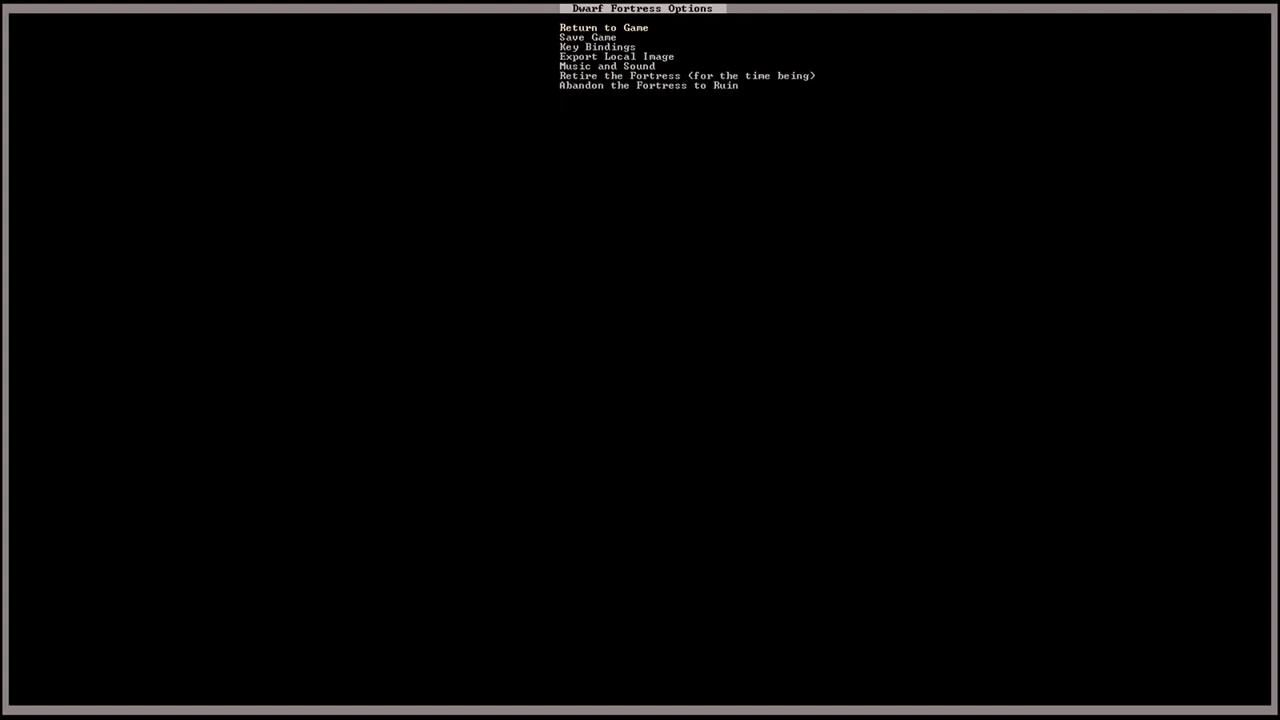 Dwarf Fortress Options
Return to Game
Save Game
Key Bindings
Export Local Image
Music and Sound
Retire the Fortress (for the time being)
Abandon the Fortress to Ruin